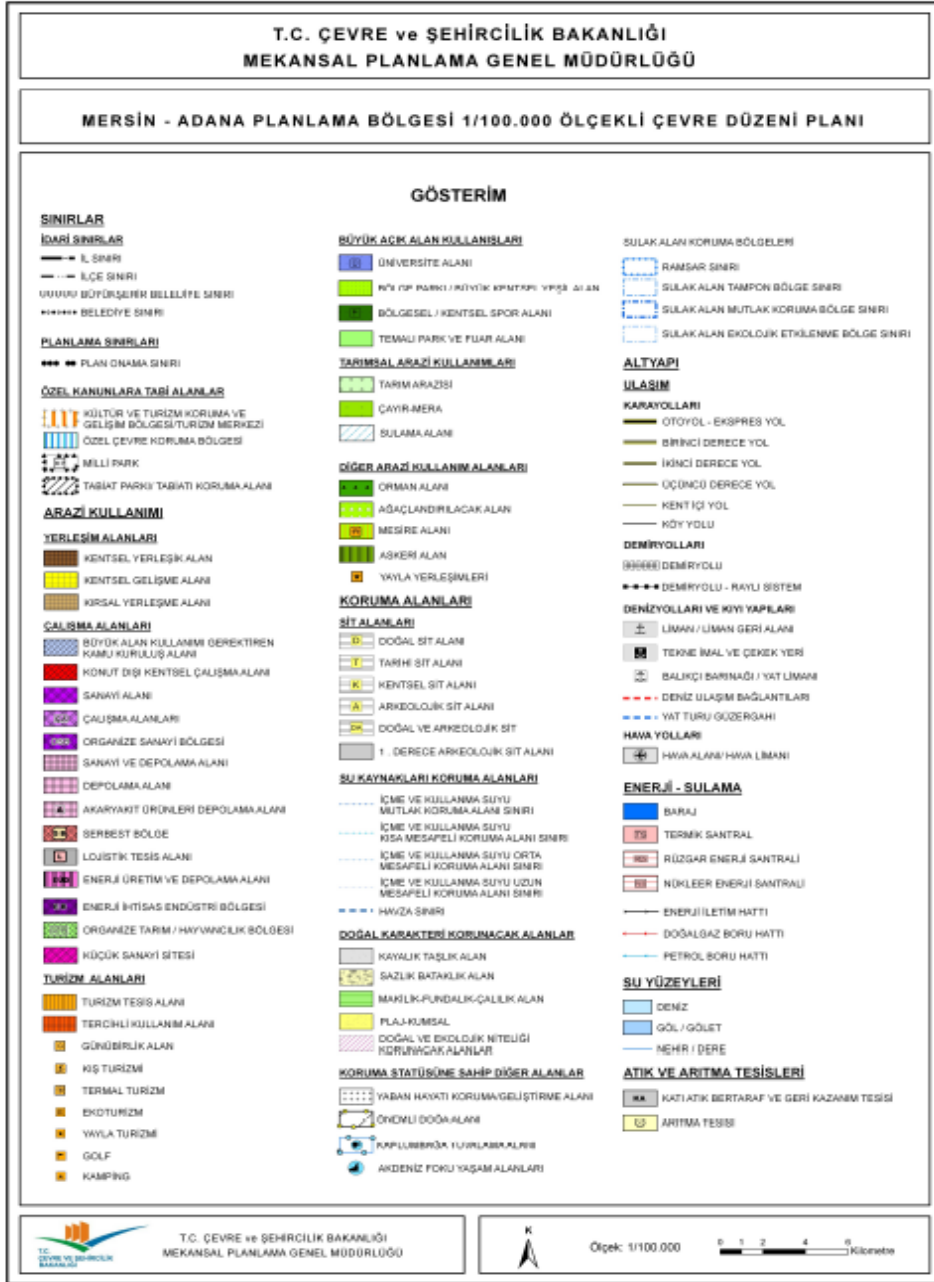 T.C. ÇEVRE ve ŞEHİRCİLİK BAKANLIĞI
MEKANSAL PLANLAMA GENEL MÜDÜRLÜĞÜ
MERSİN - ADANA PLANLAMA BÖLGESİ 1/100.000 ÖLÇEKLİ ÇEVRE DÜZENİ PLANI
GÖSTERİM
SINIRLAR
İDARİ SINIRLAR
İL SINIRI
İLÇE SINIRI
BÜYÜKŞEHİR BELEDİYE SINIRI
BELEDİYE SINIRI
PLANLAMA SINIRLARI
PLAN ONAMA SINIRI
ÖZEL KANUNLARA TABİ ALANLAR
KÜLTÜR VE TURİZM KORUMA VE
GELİŞİM BÖLGESİ/TURİZM MERKEZİ
ÖZEL ÇEVRE KORUMA BÖLGESİ
MİLLİ PARK
TABİAT PARKI/ TABİATI KORUMA ALANI
ARAZİ KULLANIMI
YERLEŞİM ALANLARI
KENTSEL YERLEŞİK ALAN
KENTSEL GELİŞME ALANI
KIRSAL YERLEŞME ALANI
ÇALIŞMA ALANLARI
BÜYÜK ALAN KULLANIMI GEREKTİREN
KAMU KURULUŞ ALANI
KONUT DIŞI KENTSEL ÇALIŞMA ALANI
SANAYİ ALANI
ÇALIŞMA ALANLARI
ORGANİZE SANAYİ BÖLGESİ
SANAYİ VE DEPOLAMA ALANI
DEPOLAMA ALANI
AKARYAKIT ÜRÜNLERİ DEPOLAMA ALANI
SERBEST BÖLGE
L LOJİSTİK TESİS ALANI
ENERJİ ÜRETİM VE DEPOLAMA ALANI
ENERJİ İHTİSAS ENDÜSTRİ BÖLGESİ
ORGANİZE TARIM / HAYVANCILIK BÖLGESİ
KÜÇÜK SANAYİ SİTESİ
TURİZM ALANLARI
TURİZM TESİS ALANI
TERCİHLİ KULLANIM ALANI
GÜNÜBİRLİK ALAN
KIŞ TURİZMİ
TERMAL TURİZM
EKOTURİZM
YAYLA TURİZMİ
GOLF
KAMPİNG
BÜYÜK AÇIK ALAN KULLANIŞLARI
ÜNİVERSİTE ALANI
BÖLGE PARKI / BÜYÜK KENTSEL YEŞİL ALAN
BÖLGESEL / KENTSEL SPOR ALANI
TEMALI PARK VE FUAR ALANI
TARIMSAL ARAZİ KULLANIMLARI
TARIM ARAZİSİ
ÇAYIR-MERA
SULAMA ALANI
DİĞER ARAZİ KULLANIM ALANLARI
ORMAN ALANI
AĞAÇLANDIRILACAK ALAN
MESİRE ALANI
ASKERİ ALAN
YAYLA YERLEŞİMLERİ
KORUMA ALANLARI
SİT ALANLARI
D DOĞAL SİT ALANI
T TARİHİ SİT ALANI
K KENTSEL SİT ALANI
A ARKEOLOJİK SİT ALANI
DA DOĞAL VE ARKEOLOJİK SİT
1 . DERECE ARKEOLOJİK SİT ALANI
SU KAYNAKLARI KORUMA ALANLARI
İÇME VE KULLANMA SUYU
MUTLAK KORUMA ALANI SINIRI
İÇME VE KULLANMA SUYU
KISA MESAFELİ KORUMA ALANI SINIRI
İÇME VE KULLANMA SUYU ORTA
MESAFELİ KORUMA ALANI SINIRI
İÇME VE KULLANMA SUYU UZUN
MESAFELİ KORUMA ALANI SINIRI
HAVZA SINIRI
DOĞAL KARAKTERİ KORUNACAK ALANLAR
KAYALIK TAŞLIK ALAN
SAZLIK BATAKLIK ALAN
MAKİLİK-FUNDALIK-ÇALILIK ALAN
PLAJ-KUMSAL
DOĞAL VE EKOLOJİK NİTELİĞİ
KORUNACAK ALANLAR
KORUMA STATÜSÜNE SAHİP DİĞER ALANLAR
YABAN HAYATI KORUMA/GELİŞTİRME ALANI
ÖNEMLİ DOĞA ALANI
KAPLUMBAĞA YUVALAMA ALANI
AKDENİZ FOKU YAŞAM ALANLARI
SULAK ALAN KORUMA BÖLGELERİ
RAMSAR SINIRI
SULAK ALAN TAMPON BÖLGE SINIRI
SULAK ALAN MUTLAK KORUMA BÖLGE SINIRI
SULAK ALAN EKOLOJİK ETKİLENME BÖLGE SINIRI
ALTYAPI
ULAŞIM
KARAYOLLARI
OTOYOL - EKSPRES YOL
BİRİNCİ DERECE YOL
İKİNCİ DERECE YOL
ÜÇÜNCÜ DERECE YOL
KENT İÇİ YOL
KÖY YOLU
DEMİRYOLLARI
DEMİRYOLU
DEMİRYOLU - RAYLI SİSTEM
DENİZYOLLARI VE KIYI YAPILARI
LİMAN / LİMAN GERİ ALANI
TEKNE İMAL VE ÇEKEK YERİ
BALIKÇI BARINAĞI / YAT LİMANI
DENİZ ULAŞIM BAĞLANTILARI
YAT TURU GÜZERGAHI
HAVA YOLLARI
HAVA ALANI/ HAVA LİMANI
ENERJİ - SULAMA
BARAJ
TERMİK SANTRAL
RÜZGAR ENERJİ SANTRALİ
NÜKLEER ENERJİ SANTRALİ
ENERJİ İLETİM HATTI
DOĞALGAZ BORU HATTI
PETROL BORU HATTI
SU YÜZEYLERİ
DENİZ
GÖL / GÖLET
NEHİR / DERE
ATIK VE ARITMA TESİSLERİ
KATI ATIK BERTARAF VE GERİ KAZANIM TESİSİ
ARITMA TESİSİ
T.C.
ÇEVRE VE ŞEHİRCİLİK
BAKANLIĞI
T.C. ÇEVRE ve ŞEHİRCİLİK BAKANLIĞI
MEKANSAL PLANLAMA GENEL MÜDÜRLÜĞÜ
K
Ölçek: 1/100.000
0 1 2 4 6
Kilometre